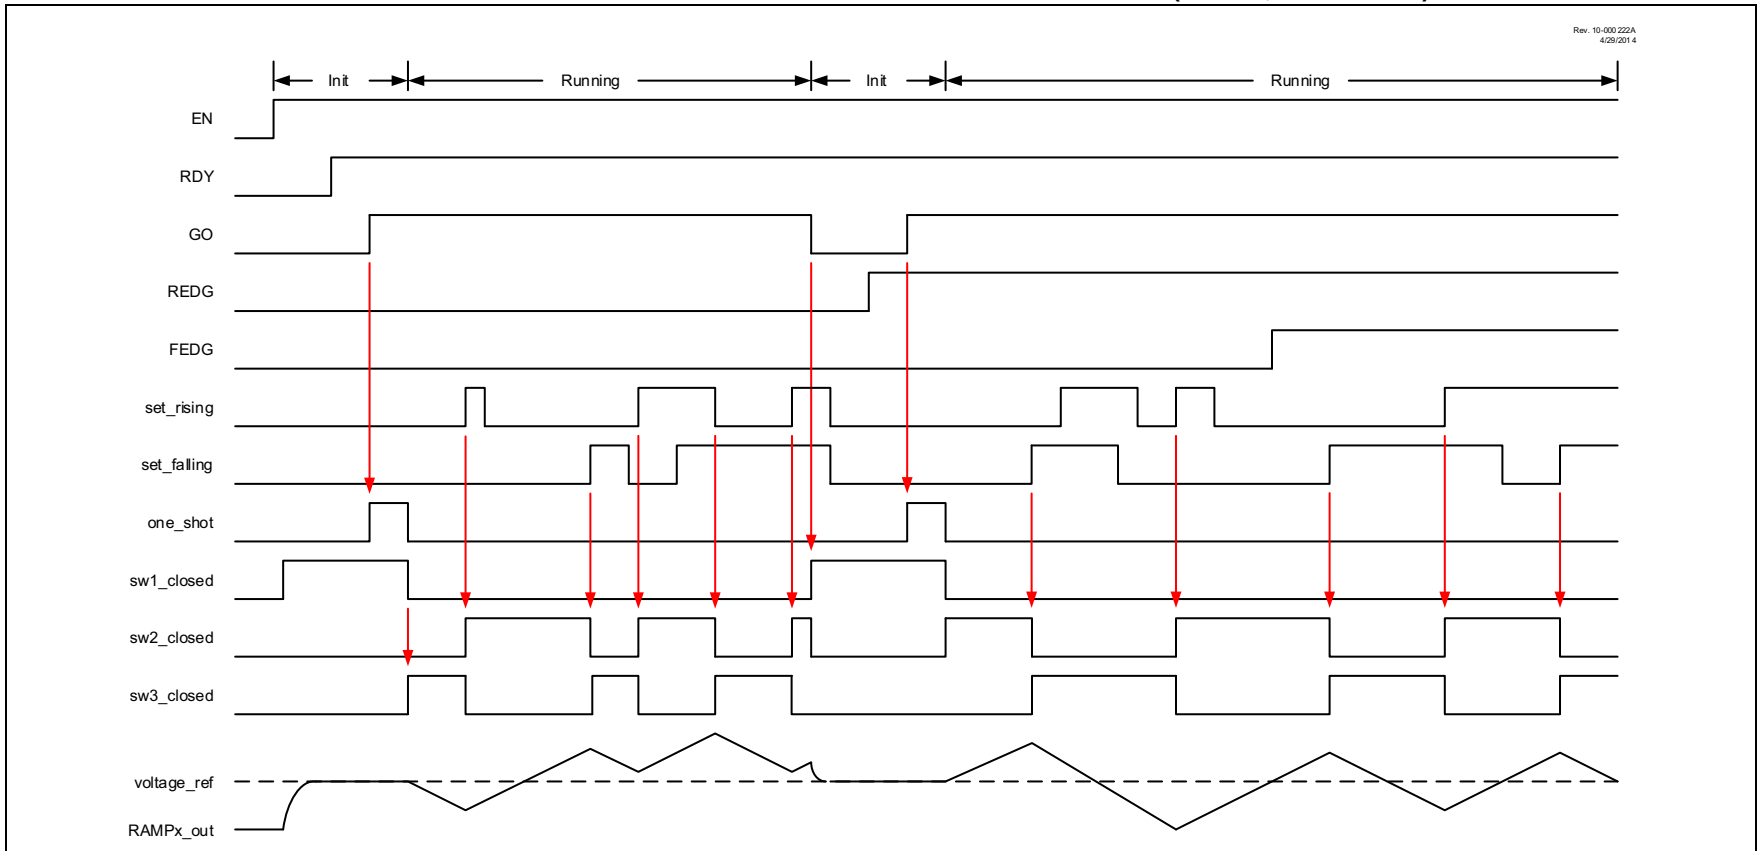 Rev. 10-000 222A
4/29/2014
Init
Running
Init
Running
EN
RDY
GO
REDG
FEDG
set_rising
set_falling
one_shot
sw1_closed
sw2_closed
sw3_closed
voltage_ref
RAMPx_out